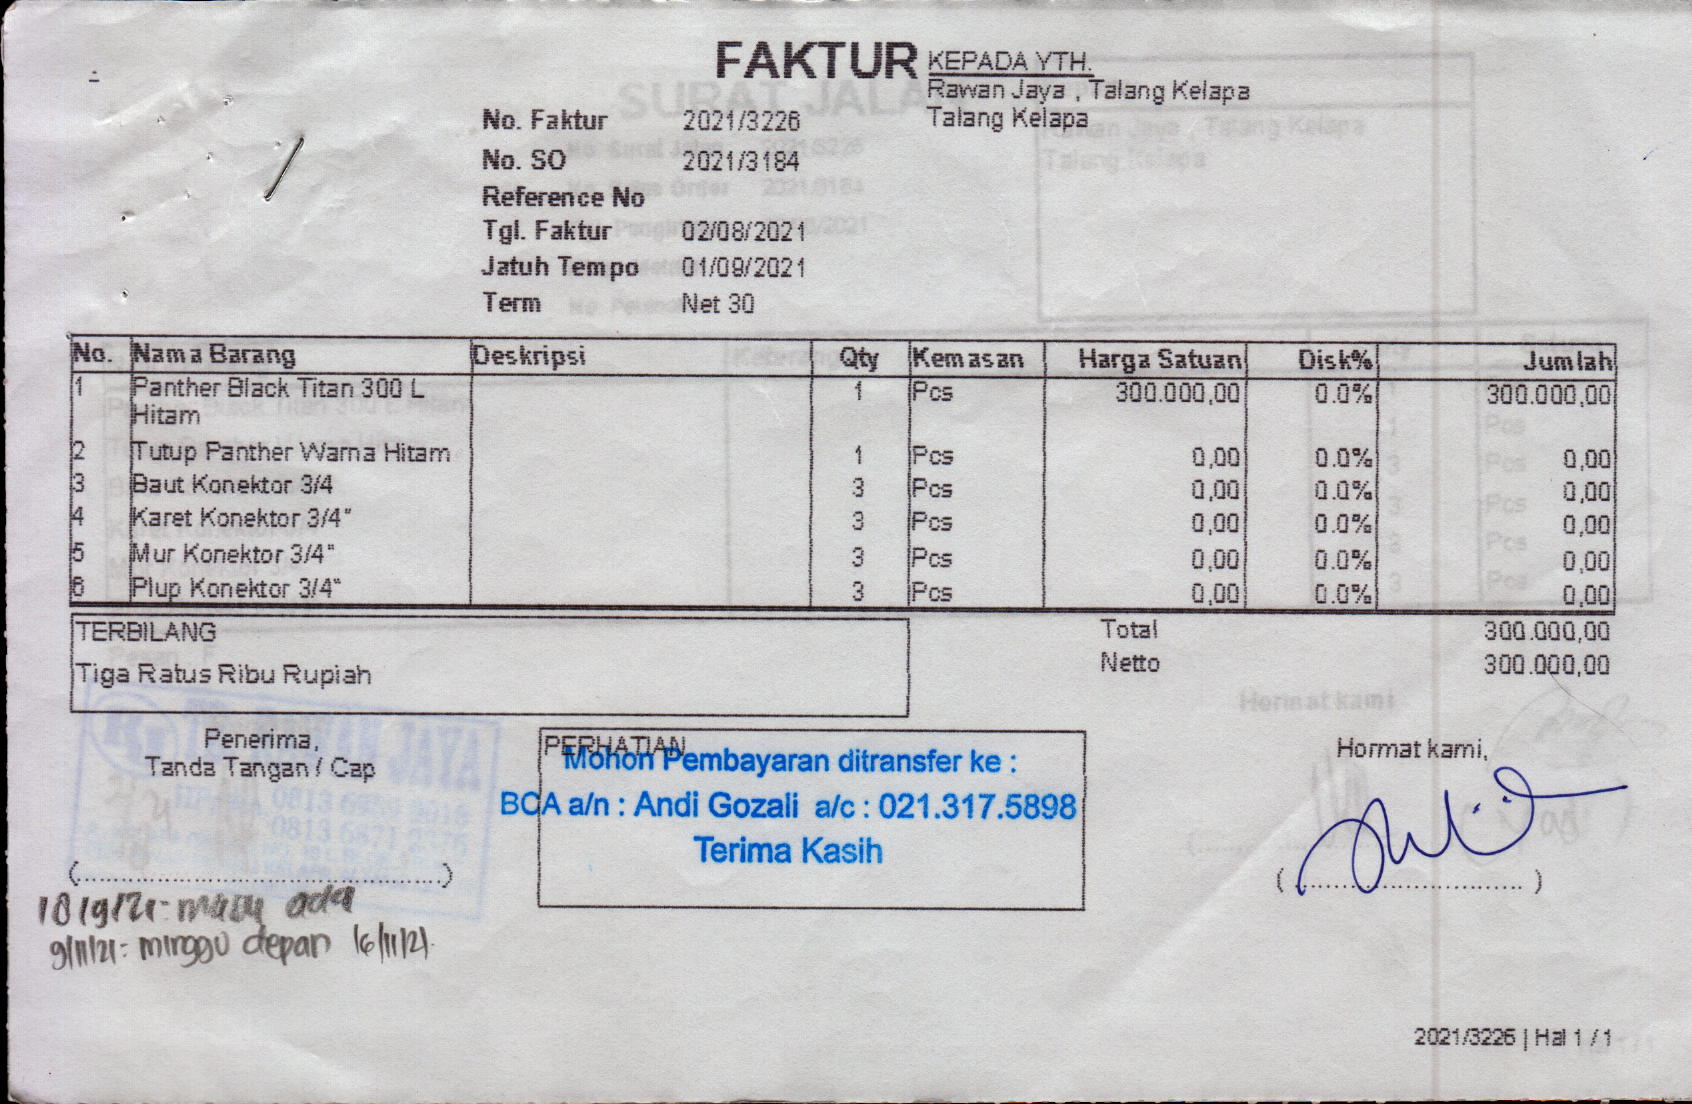 FAKTUR
KEPADA YTH.
Rawan Jaya , Talang Kelapa
Talang Kelapa
No. Faktur 2021/3226
No. SO 2021/3184
Reference No
Tgl. Faktur 02/08/2021
Jatuh Tempo 01/09/2021
Term Net 30
No. Nama Barang Deskripsi Qty Kemasan Harga Satuan Disk% Jumlah
1 Panther Black Titan 300 L 1 Pcs 300.000,00 0.0% 300.000,00
Hitam
2 Tutup Panther Warna Hitam 1 Pcs 0,00 0.0% 0,00
3 Baut Konektor 3/4 3 Pcs 0,00 0.0% 0,00
4 Karet Konektor 3/4" 3 Pcs 0,00 0.0% 0,00
5 Mur Konektor 3/4" 3 Pcs 0,00 0.0% 0,00
6 Plup Konektor 3/4" 3 Pcs 0,00 0.0% 0,00
TERBILANG
Tiga Ratus Ribu Rupiah
Total 300.000,00
Netto 300.000,00
Penerima,
Tanda Tangan / Cap
PERHATIAN
Mohon Pembayaran ditransfer ke :
BCA a/n : Andi Gozali a/c : 021.317.5898
Terima Kasih
Hormat kami,
(..............................................)
(..............................)
18/9/21: ada
9/11/21: minggu depan 16/11/21.
2021/3226 | Hal 1 / 1